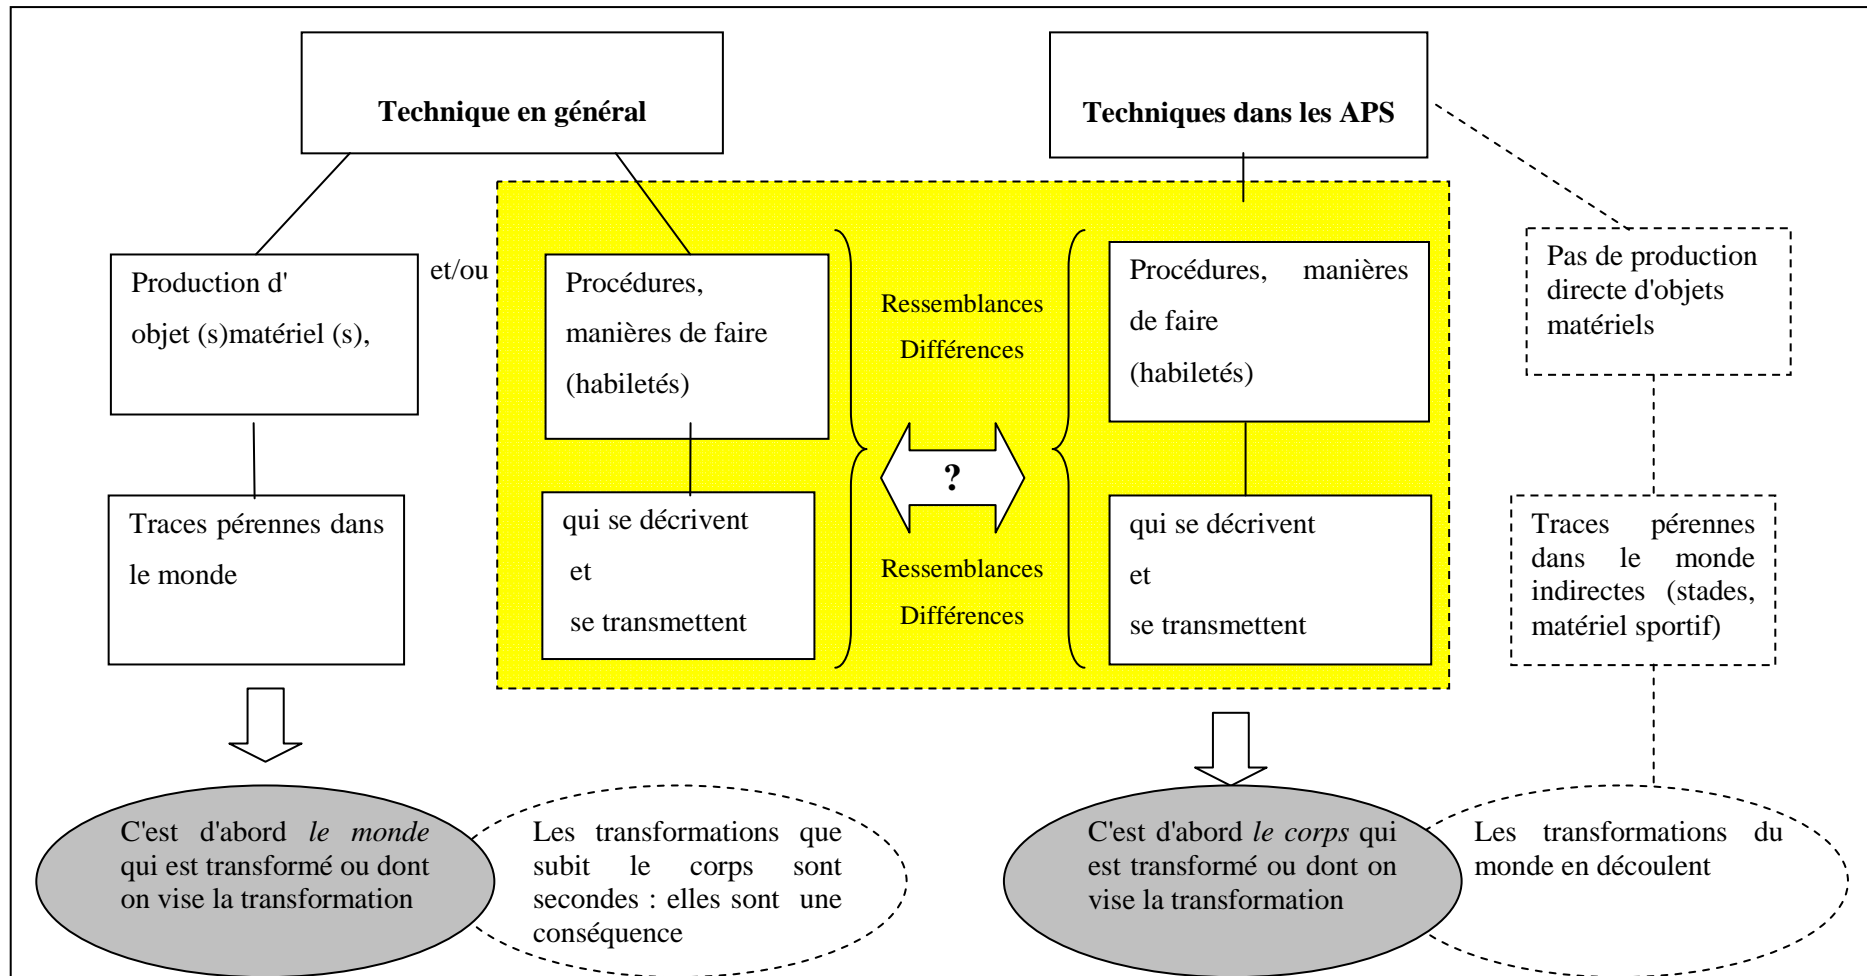 Technique en général
Techniques dans les APS
Production d'
objet (s)matériel (s),
et/ou
Procédures,
manières de faire
(habiletés)
Ressemblances
Différences
Procédures, manières
de faire
(habiletés)
Pas de production
directe d'objets
matériels
?
Traces pérennes dans
le monde
qui se décrivent
et
se transmettent
Ressemblances
Différences
qui se décrivent
et
se transmettent
Traces pérennes
dans le monde
indirectes (stades,
matériel sportif)
C'est d'abord le monde
qui est transformé ou dont
on vise la transformation
Les transformations que
subit le corps sont
secondes : elles sont une
conséquence
C'est d'abord le corps qui
est transformé ou dont on
vise la transformation
Les transformations du
monde en découlent